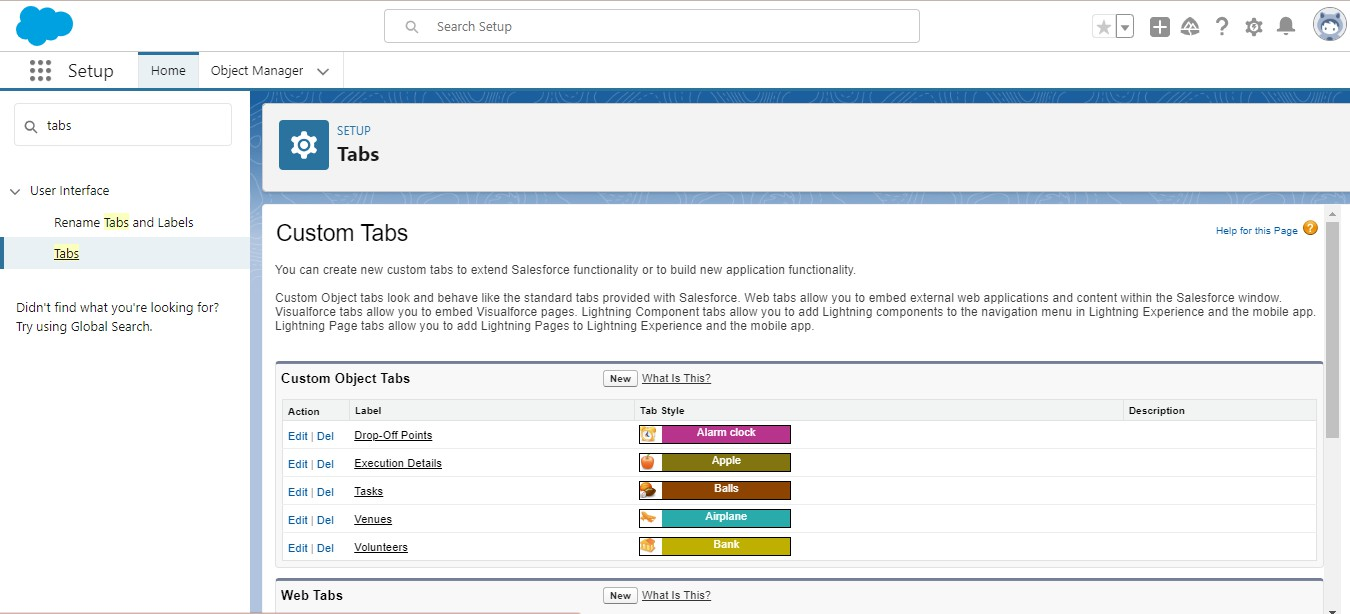 Search Setup
Setup
Home
Object Manager
tabs
User Interface
Rename Tabs and Labels
Tabs
Didn't find what you're looking for?
Try using Global Search.
SETUP
Tabs
Custom Tabs
Help for this Page ?
You can create new custom tabs to extend Salesforce functionality or to build new application functionality.
Custom Object tabs look and behave like the standard tabs provided with Salesforce. Web tabs allow you to embed external web applications and content within the Salesforce window.
Visualforce tabs allow you to embed Visualforce pages. Lightning Component tabs allow you to add Lightning components to the navigation menu in Lightning Experience and the mobile app.
Lightning Page tabs allow you to add Lightning Pages to Lightning Experience and the mobile app.
Custom Object Tabs New What Is This?
Action Label Tab Style Description
Edit | Del Drop-Off Points Alarm clock
Edit | Del Execution Details Apple
Edit | Del Tasks Balls
Edit | Del Venues Airplane
Edit | Del Volunteers Bank
Web Tabs New What Is This?